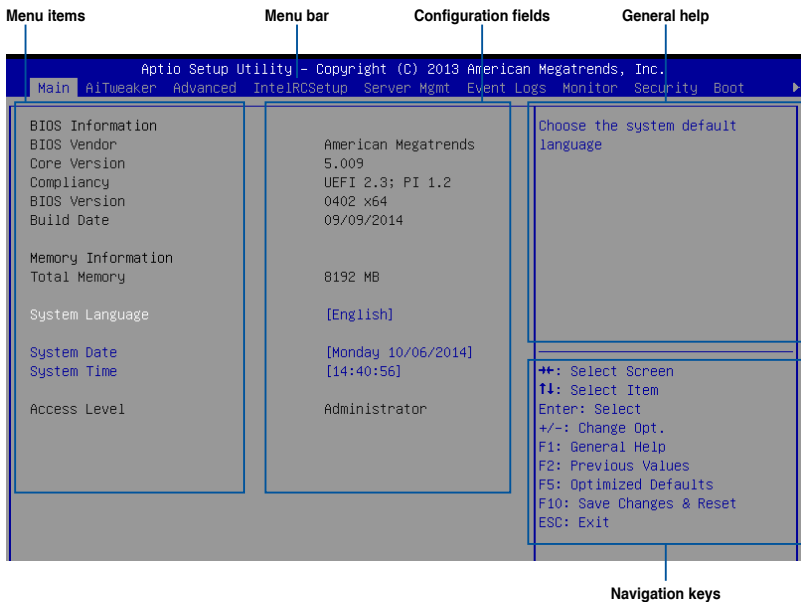 Menu items Menu bar Configuration fields General help
Aptio Setup Utility – Copyright (C) 2013 American Megatrends, Inc.
Main AiTweaker Advanced IntelRCSetup Server Mgmt Event Logs Monitor Security Boot
BIOS Information
BIOS Vendor American Megatrends
Core Version 5.009
Compliancy UEFI 2.3; PI 1.2
BIOS Version 0402 x64
Build Date 09/09/2014
Memory Information
Total Memory 8192 MB
System Language [English]
System Date [Monday 10/06/2014]
System Time [14:40:56]
Access Level Administrator
Choose the system default
language
→←: Select Screen
↑↓: Select Item
Enter: Select
+/-: Change Opt.
F1: General Help
F2: Previous Values
F5: Optimized Defaults
F10: Save Changes & Reset
ESC: Exit
Navigation keys